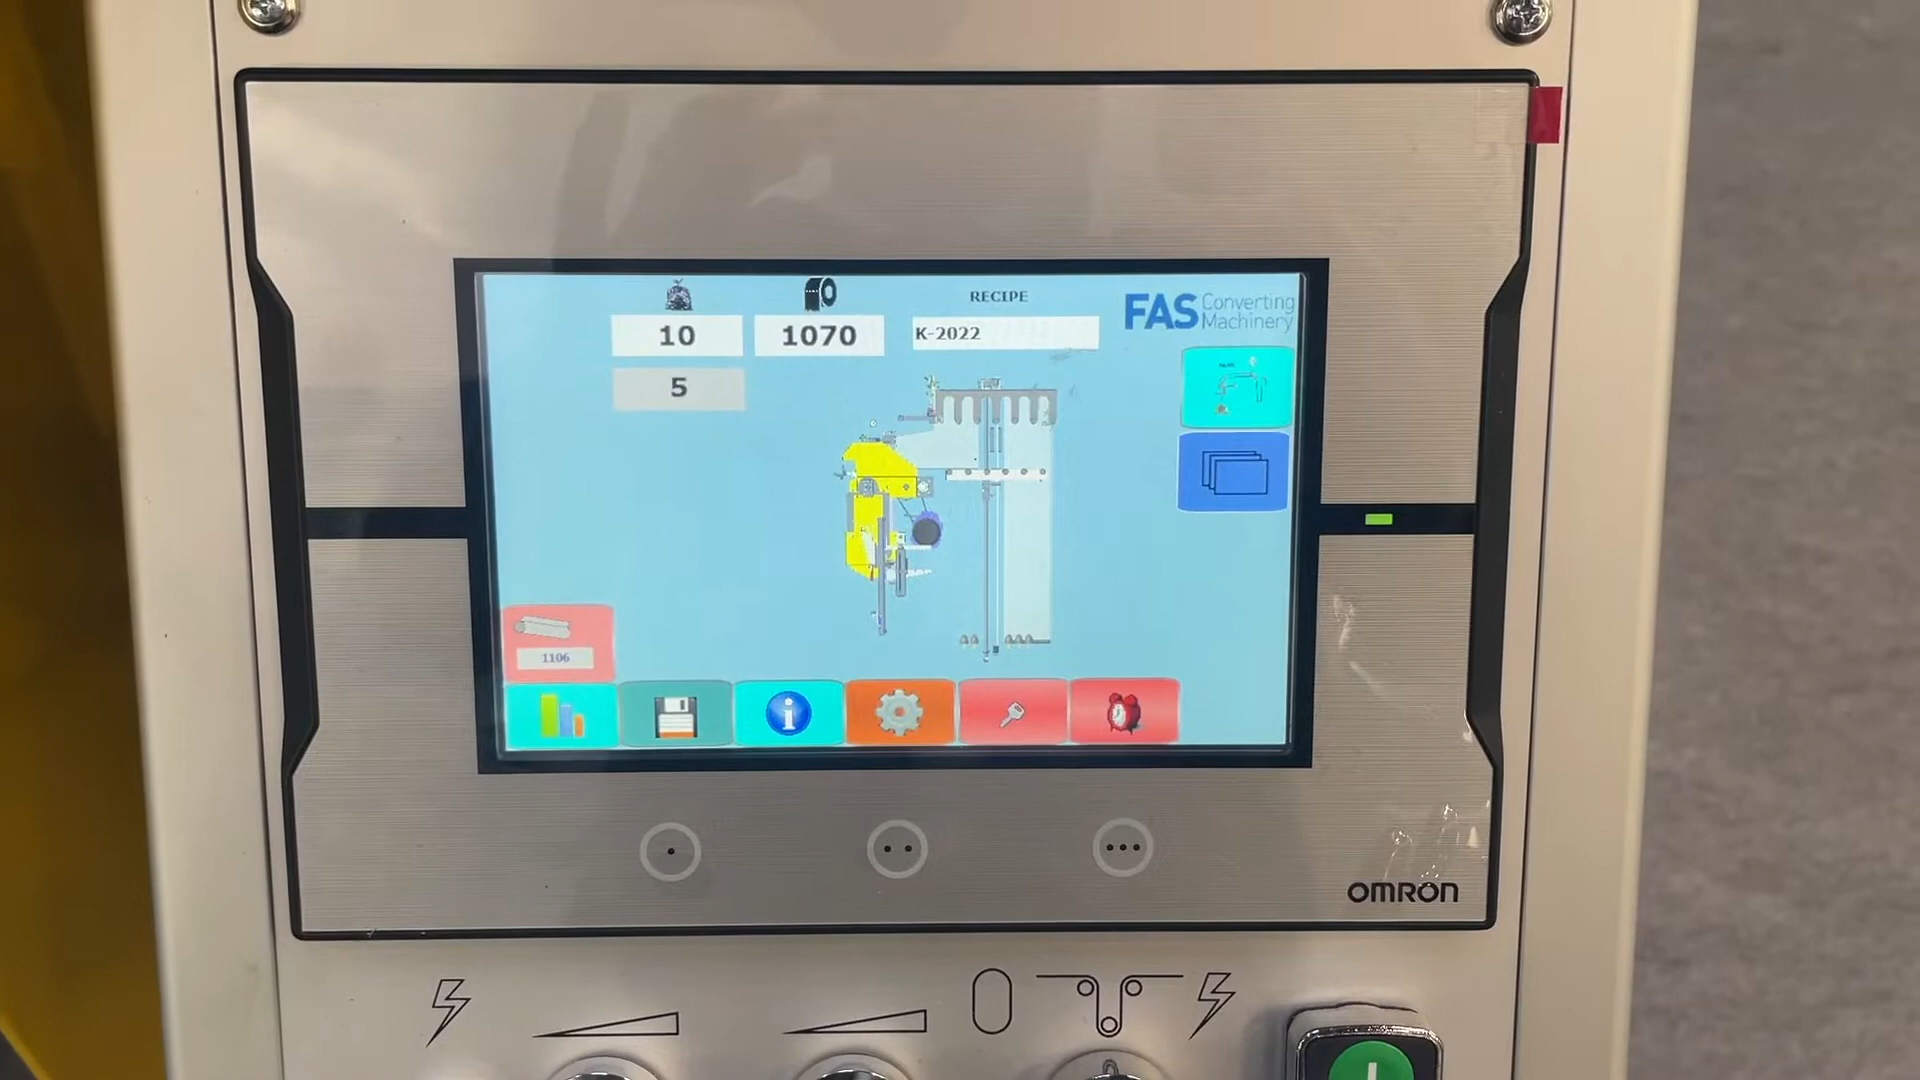 RECIPE
FAS Converting
Machinery
10
1070
K-2022
5
1106
OMRON